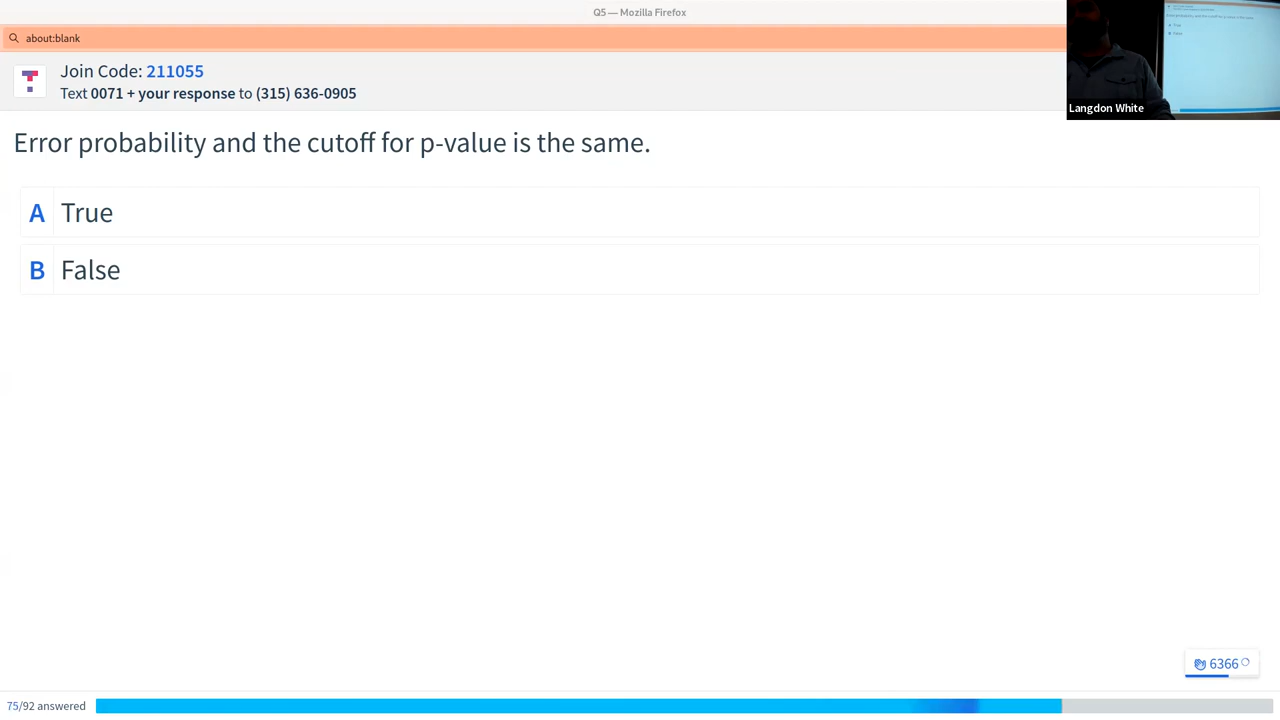 Q5 — Mozilla Firefox
about:blank
Join Code: 211055
Text 0071 + your response to (315) 636-0905
Langdon White
Error probability and the cutoff for p-value is the same.
A True
B False
6366
75/92 answered